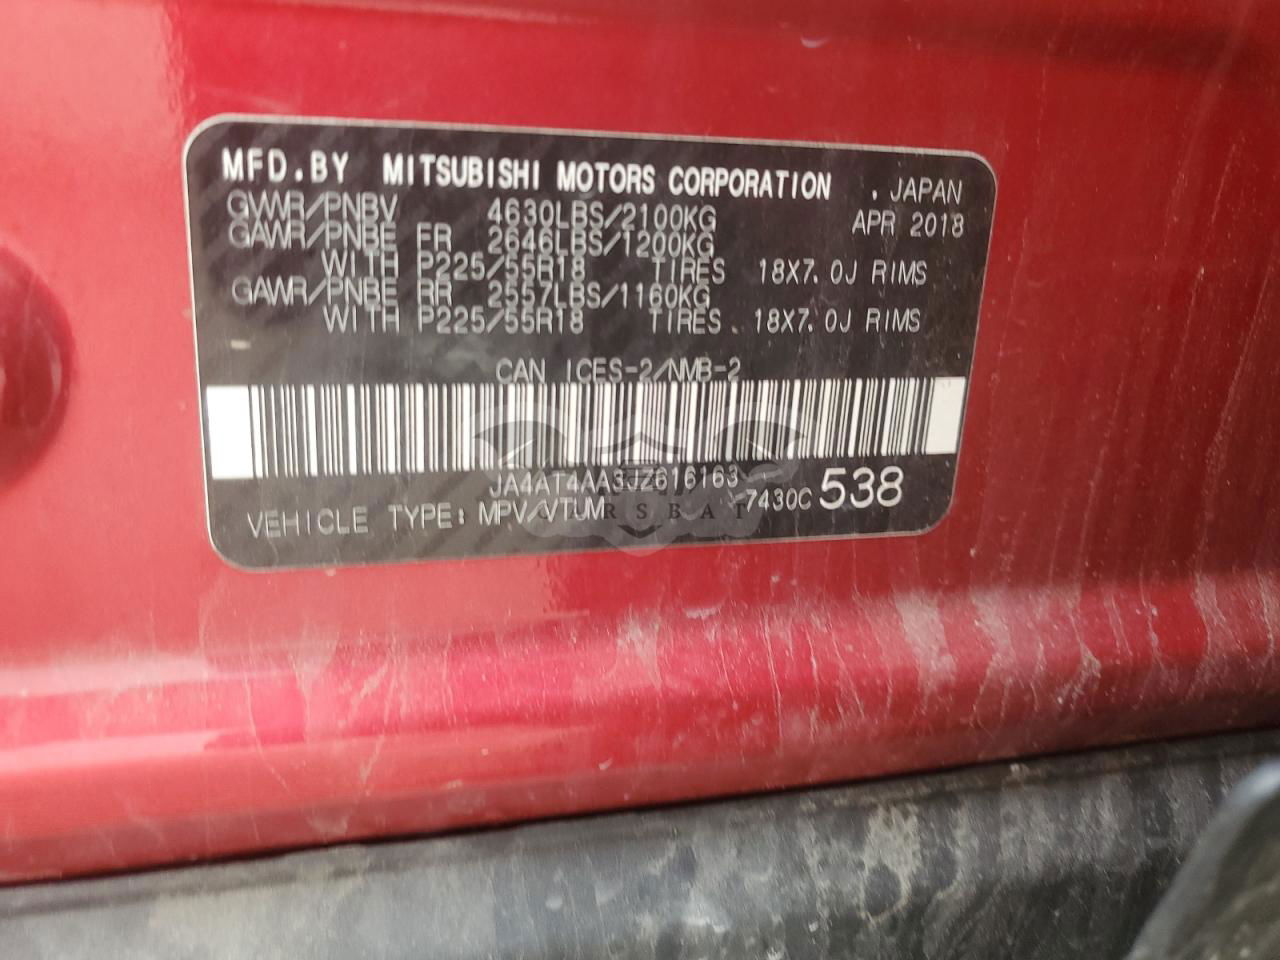 MFD.BY MITSUBISHI MOTORS CORPORATION . JAPAN
GVWR/PNBV 4630LBS/2100KG APR 2018
GAWR/PNBE FR 2646LBS/1200KG
WITH P225/55R18 TIRES 18X7.0J RIMS
GAWR/PNBE RR 2557LBS/1160KG
WITH P225/55R18 TIRES 18X7.0J RIMS
CAN ICES-2/NMB-2
JA4AT4AA3JZ616163
7430C 538
VEHICLE TYPE: MPV/VTUM
CARSBAT